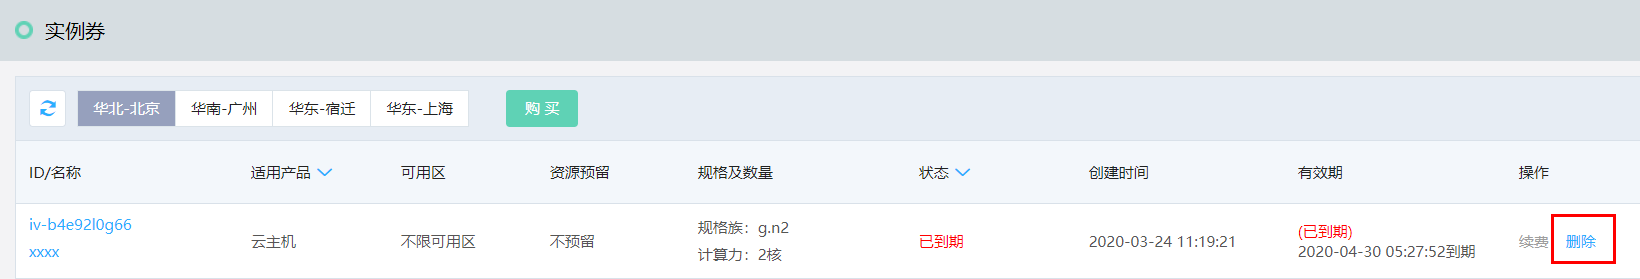 实例券
华北-北京 华南-广州 华东-宿迁 华东-上海 购 买
ID/名称 适用产品 可用区 资源预留 规格及数量 状态 创建时间 有效期 操作
iv-b4e92l0g66
xxxx
云主机 不限可用区 不预留
规格族：g.n2
计算力：2核
已到期 2020-03-24 11:19:21
(已到期)
2020-04-30 05:27:52到期
续费 删除